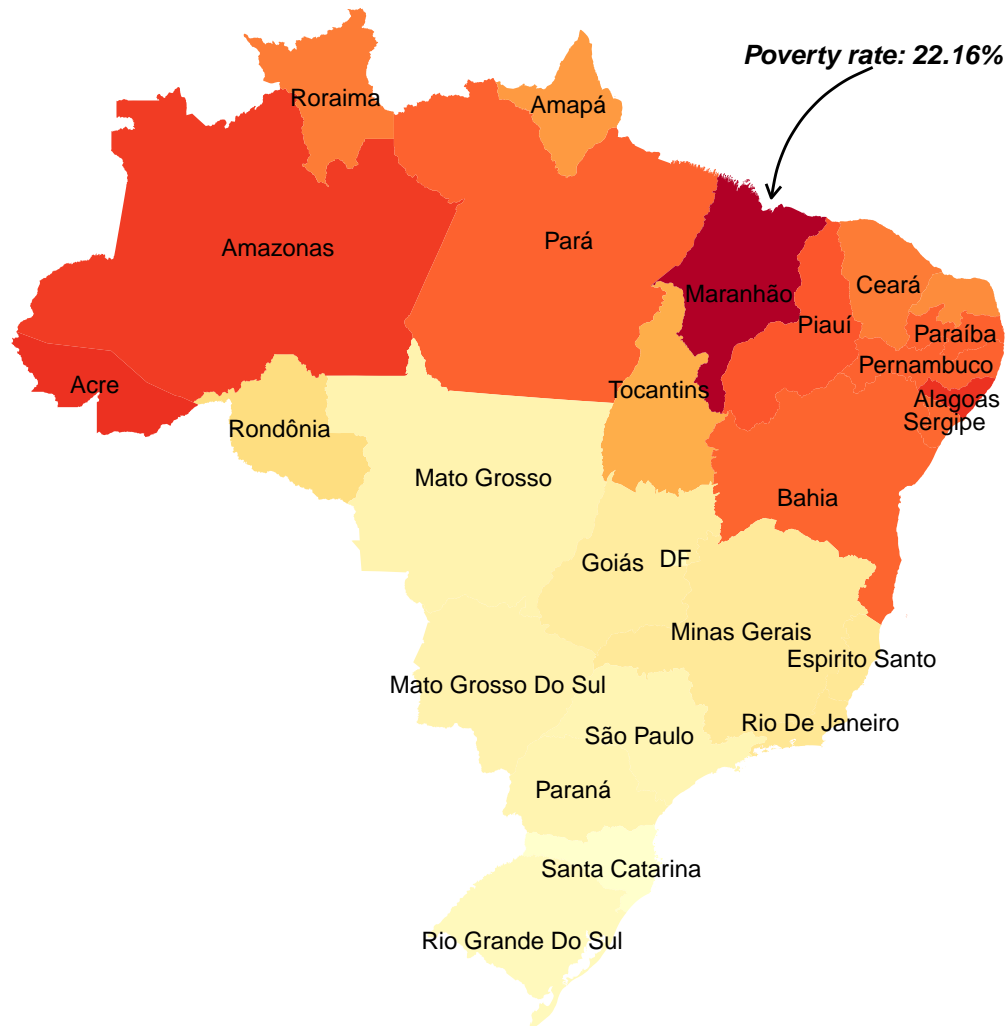 Poverty rate: 22.16%
Roraima
Amapá
Amazonas
Pará
Maranhão
Ceará
Piauí
Paraíba
Pernambuco
Acre
Tocantins
Alagoas
Sergipe
Rondônia
Mato Grosso
Bahia
Goiás
DF
Minas Gerais
Espirito Santo
Mato Grosso Do Sul
Rio De Janeiro
São Paulo
Paraná
Santa Catarina
Rio Grande Do Sul